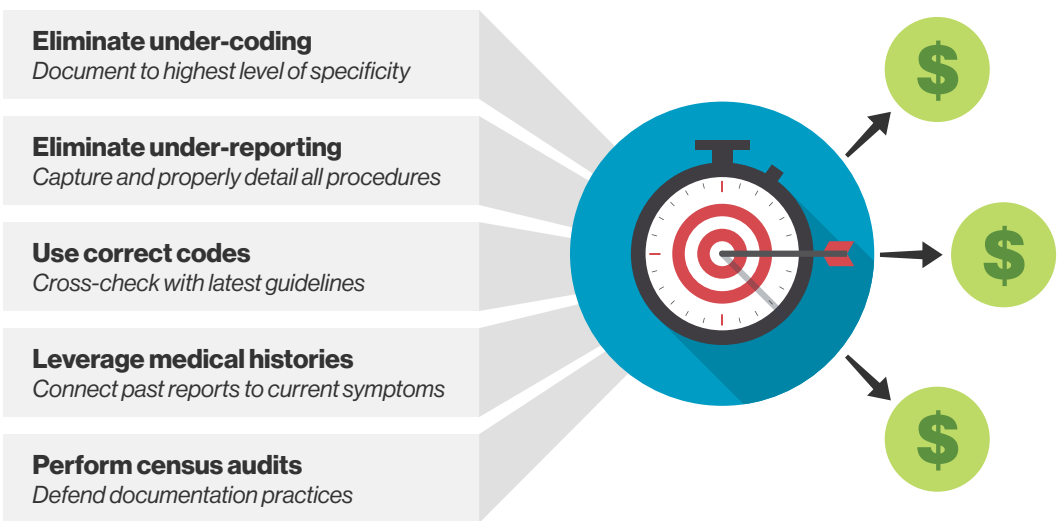 Eliminate under-coding
Document to highest level of specificity
Eliminate under-reporting
Capture and properly detail all procedures
Use correct codes
Cross-check with latest guidelines
Leverage medical histories
Connect past reports to current symptoms
Perform census audits
Defend documentation practices
$
$
$